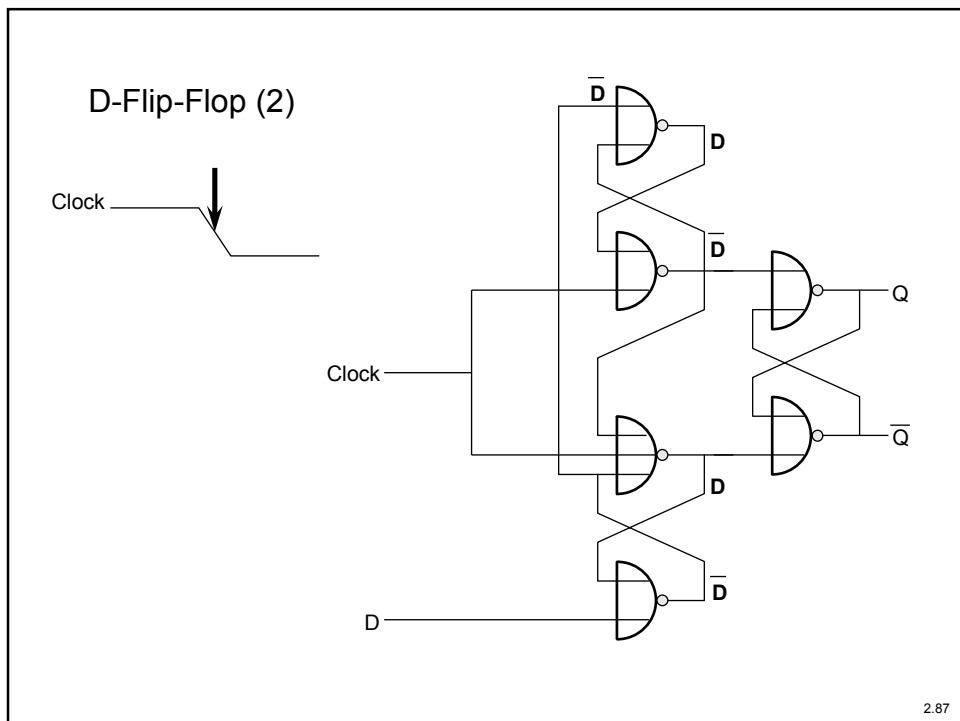 D-Flip-Flop (2)
D̅
D
Clock
D̅
Q
Clock
Q̅
D
D̅
D
2.87